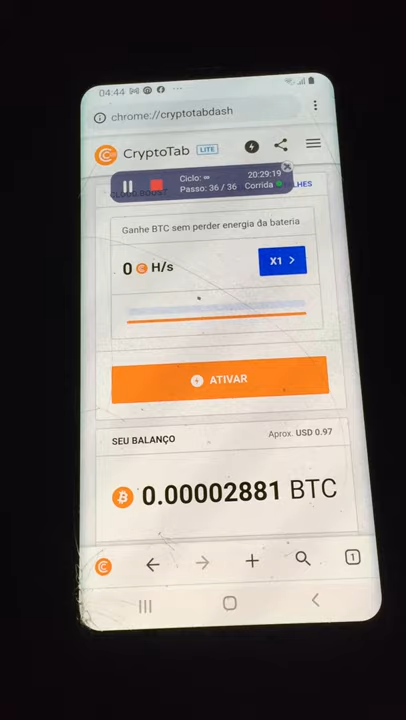 04:44
chrome://cryptotabdash
CryptoTab LITE
Ciclo: ∞ 20:29:19
Passo: 36 / 36 Corrida
LHES
Ganhe BTC sem perder energia da bateria
0 H/s X1
ATIVAR
SEU BALANÇO Aprox. USD 0.97
0.00002881 BTC
1